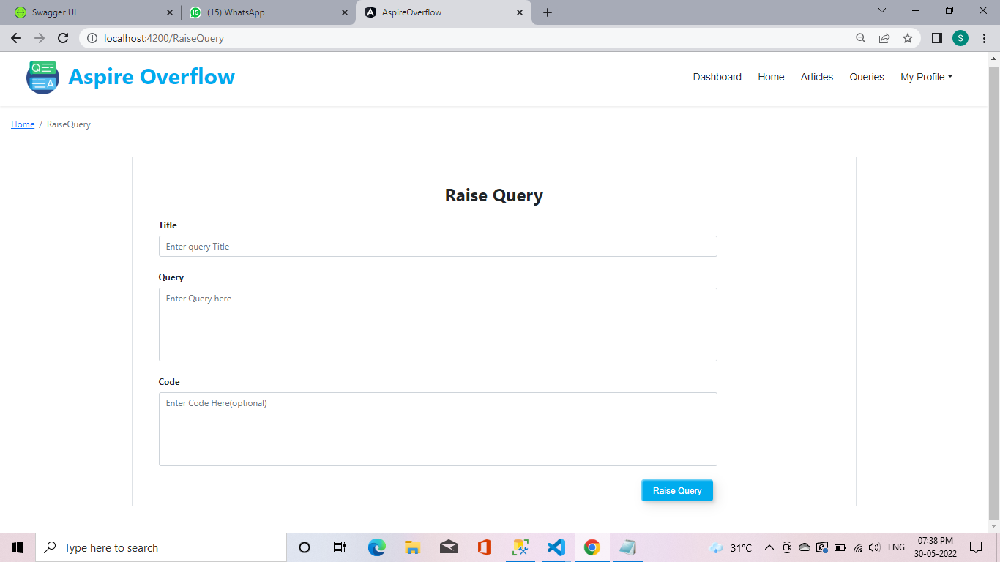 Swagger UI
(15) WhatsApp
AspireOverflow
localhost:4200/RaiseQuery
S
Q
A
Aspire Overflow
Dashboard Home Articles Queries My Profile
Home / RaiseQuery
Raise Query
Title
Enter query Title
Query
Enter Query here
Code
Enter Code Here(optional)
Raise Query
Type here to search
31°C
ENG
07:38 PM
30-05-2022